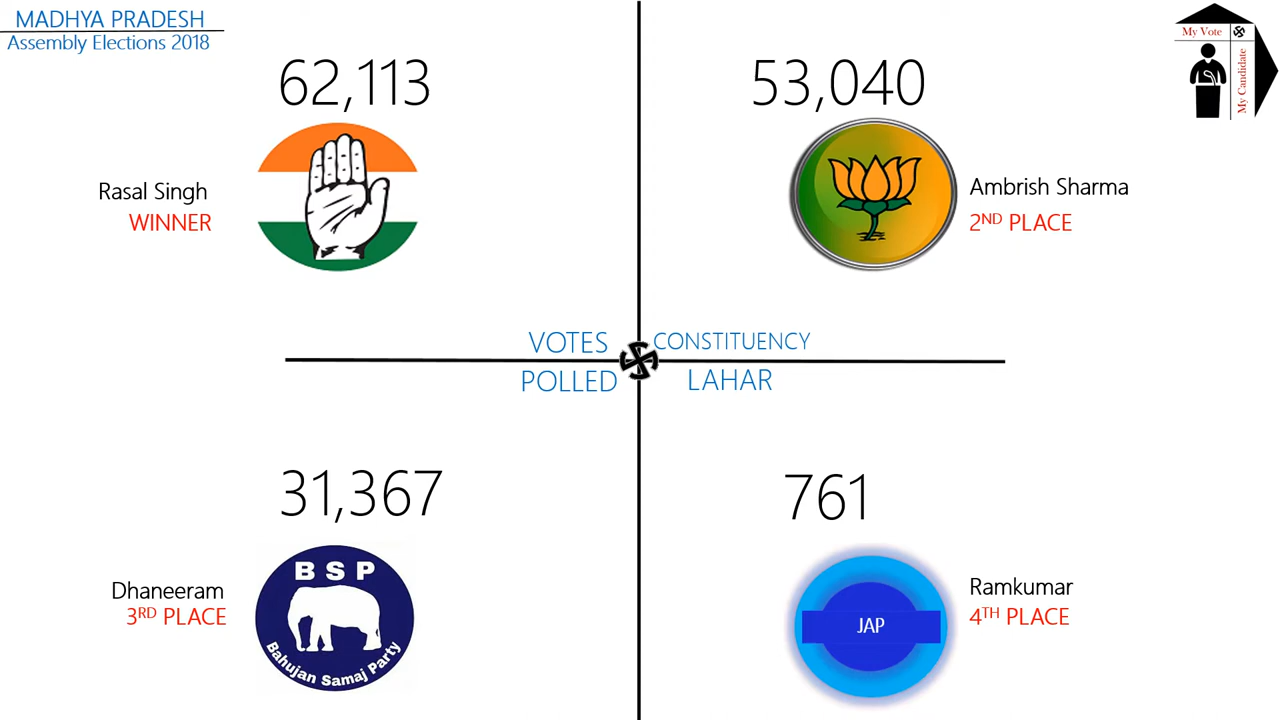 MADHYA PRADESH
Assembly Elections 2018
My Vote
My Candidate
62,113
Rasal Singh
WINNER
53,040
Ambrish Sharma
2ND PLACE
VOTES
POLLED
CONSTITUENCY
LAHAR
31,367
BSP
Bahujan Samaj Party
Dhaneeram
3RD PLACE
761
JAP
Ramkumar
4TH PLACE